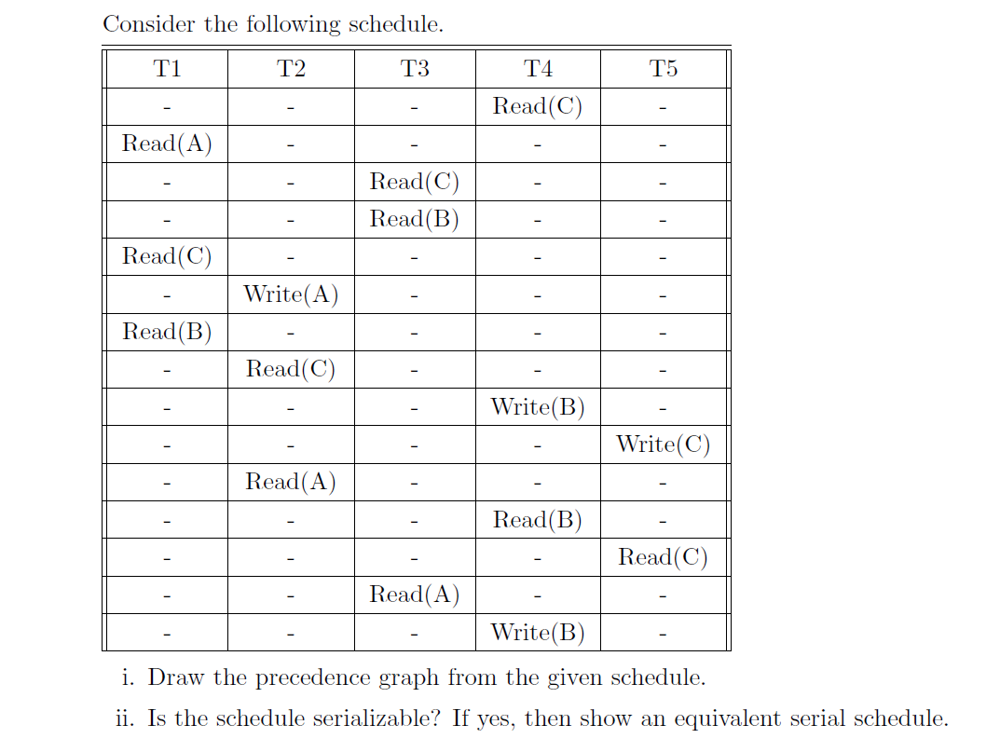 Consider the following schedule.
T1 T2 T3 T4 T5
- - - Read(C) -
Read(A) - - - -
- - Read(C) - -
- - Read(B) - -
Read(C) - - - -
- Write(A) - - -
Read(B) - - - -
- Read(C) - - -
- - - Write(B) -
- - - - Write(C)
- Read(A) - - -
- - - Read(B) -
- - - - Read(C)
- - Read(A) - -
- - - Write(B) -
i. Draw the precedence graph from the given schedule.
ii. Is the schedule serializable? If yes, then show an equivalent serial schedule.